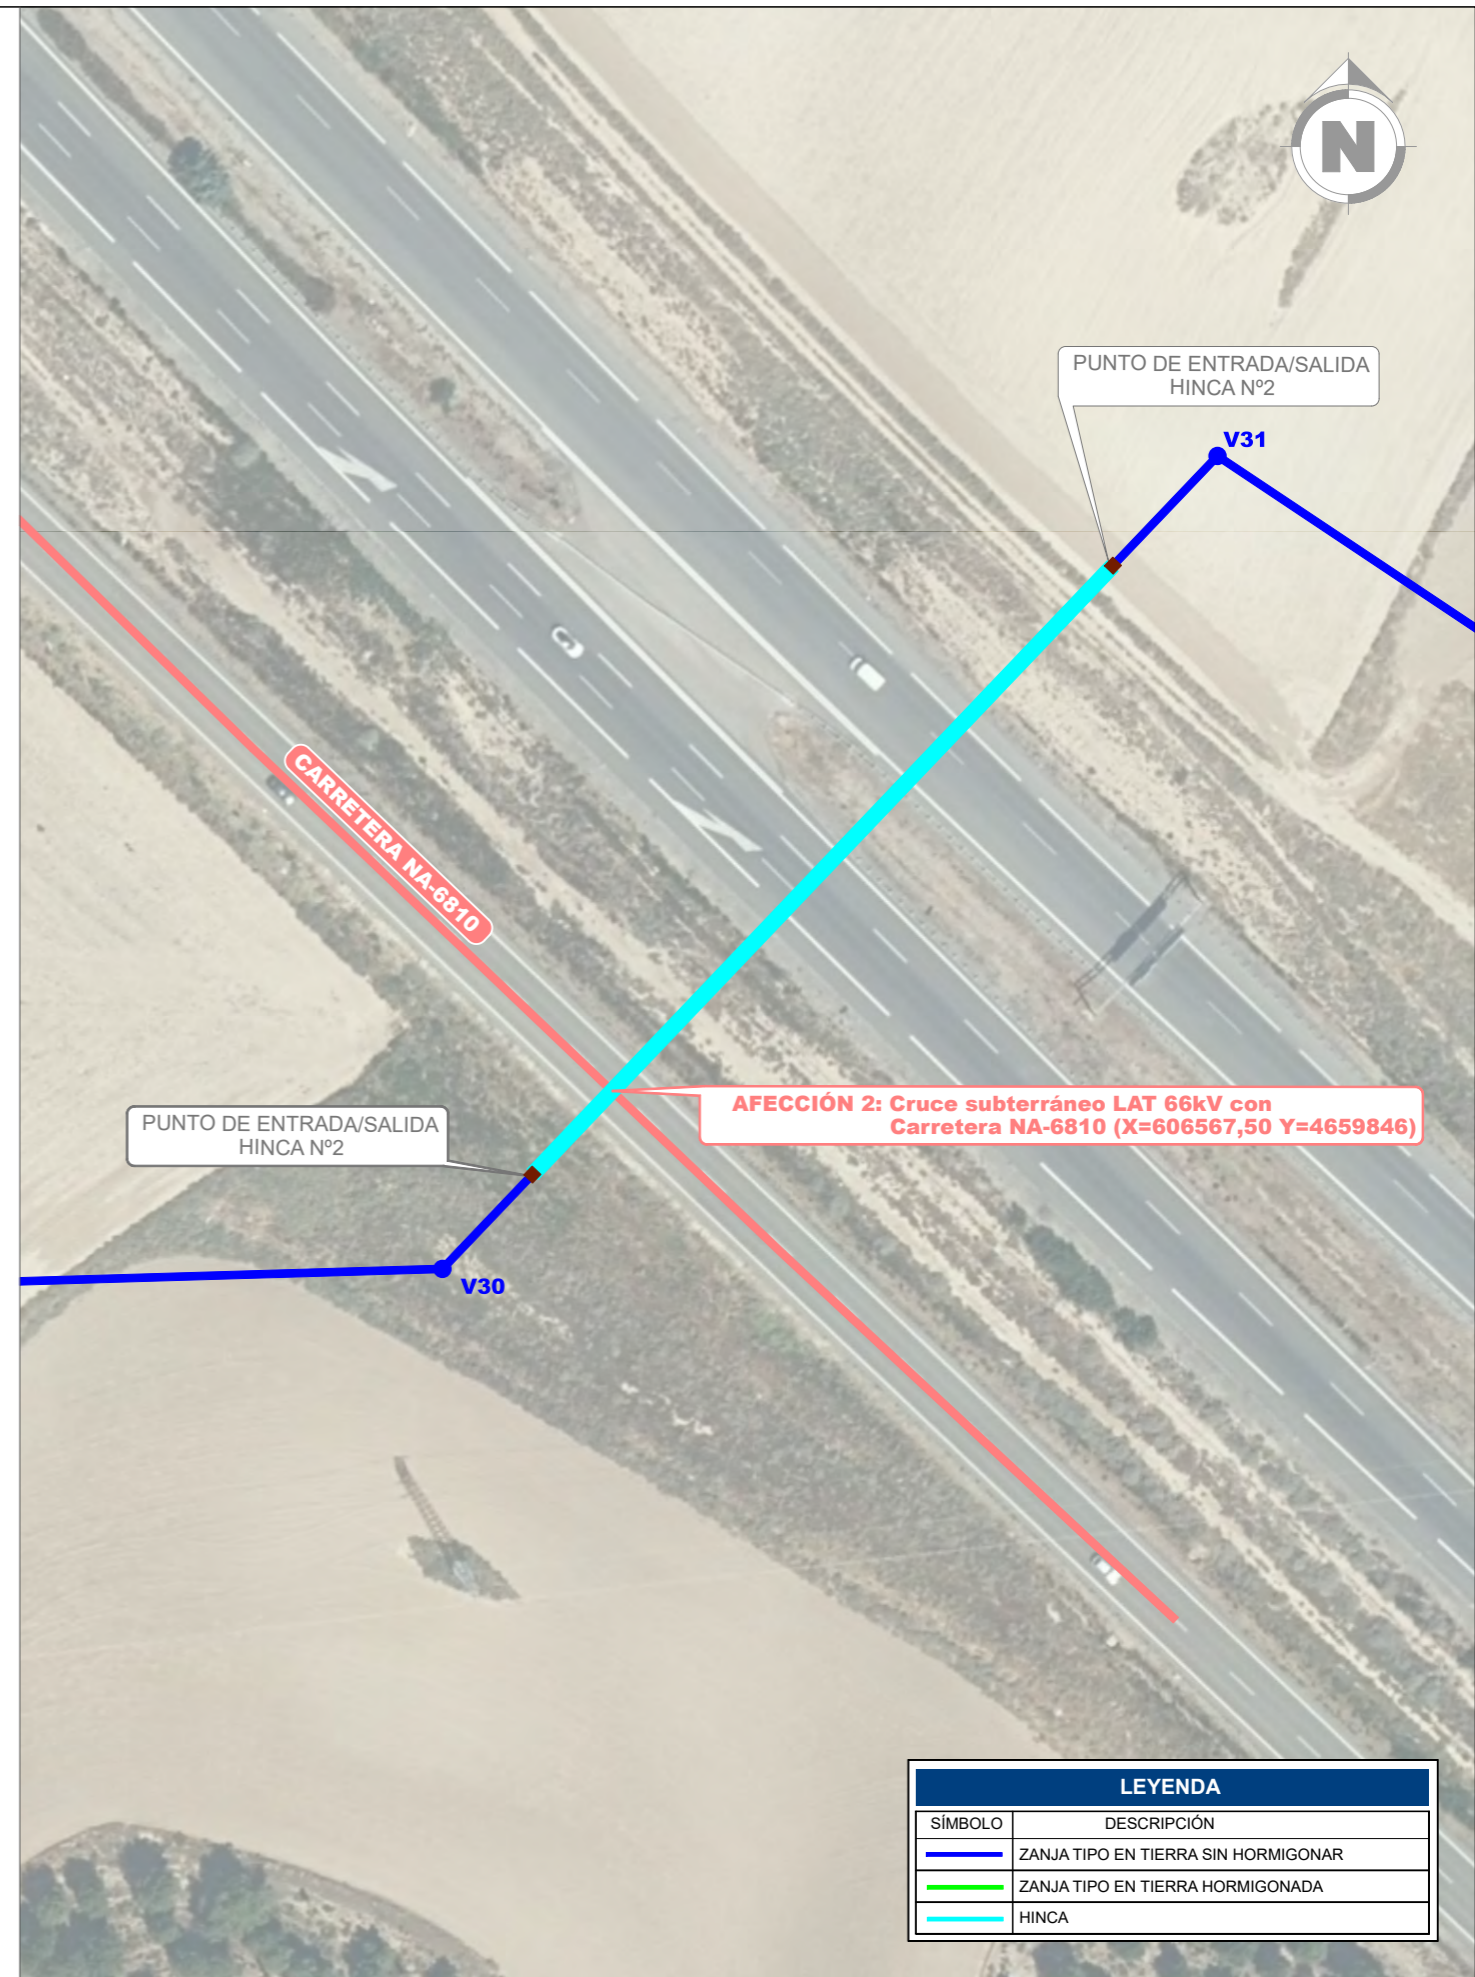 N
PUNTO DE ENTRADA/SALIDA
HINCA Nº2
V31
CARRETERA NA-6810
AFECCIÓN 2: Cruce subterráneo LAT 66kV con
Carretera NA-6810 (X=606567,50 Y=4659846)
PUNTO DE ENTRADA/SALIDA
HINCA Nº2
V30
LEYENDA
SÍMBOLO DESCRIPCIÓN
ZANJA TIPO EN TIERRA SIN HORMIGONAR
ZANJA TIPO EN TIERRA HORMIGONADA
HINCA